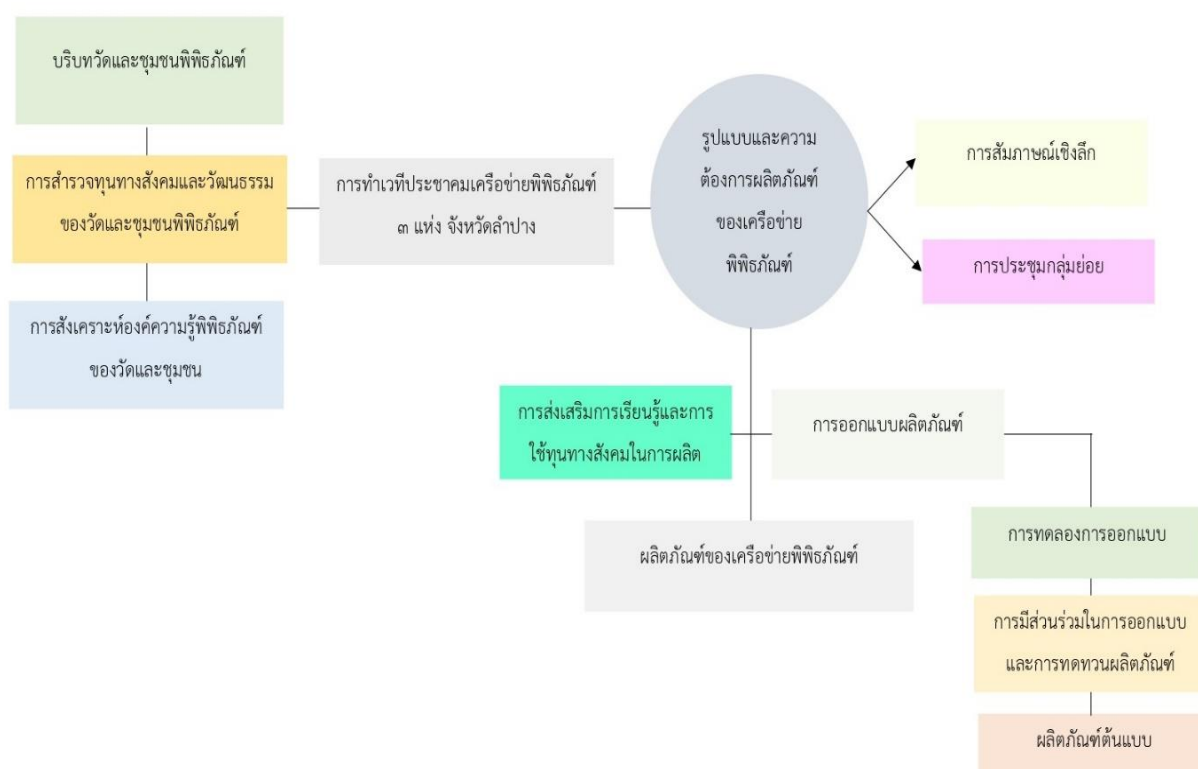 บริบทวัดและชุมชนพิพิธภัณฑ์
การสำรวจทุนทางสังคมและวัฒนธรรม
ของวัดและชุมชนพิพิธภัณฑ์
การสังเคราะห์องค์ความรู้พิพิธภัณฑ์
ของวัดและชุมชน
การทำเวทีประชาคมเครือข่ายพิพิธภัณฑ์
๓ แห่ง จังหวัดลำปาง
รูปแบบและความ
ต้องการผลิตภัณฑ์
ของเครือข่าย
พิพิธภัณฑ์
การสัมภาษณ์เชิงลึก
การประชุมกลุ่มย่อย
การส่งเสริมการเรียนรู้และการ
ใช้ทุนทางสังคมในการผลิต
การออกแบบผลิตภัณฑ์
ผลิตภัณฑ์ของเครือข่ายพิพิธภัณฑ์
การทดลองการออกแบบ
การมีส่วนร่วมในการออกแบบ
และการทดทวนผลิตภัณฑ์
ผลิตภัณฑ์ต้นแบบ